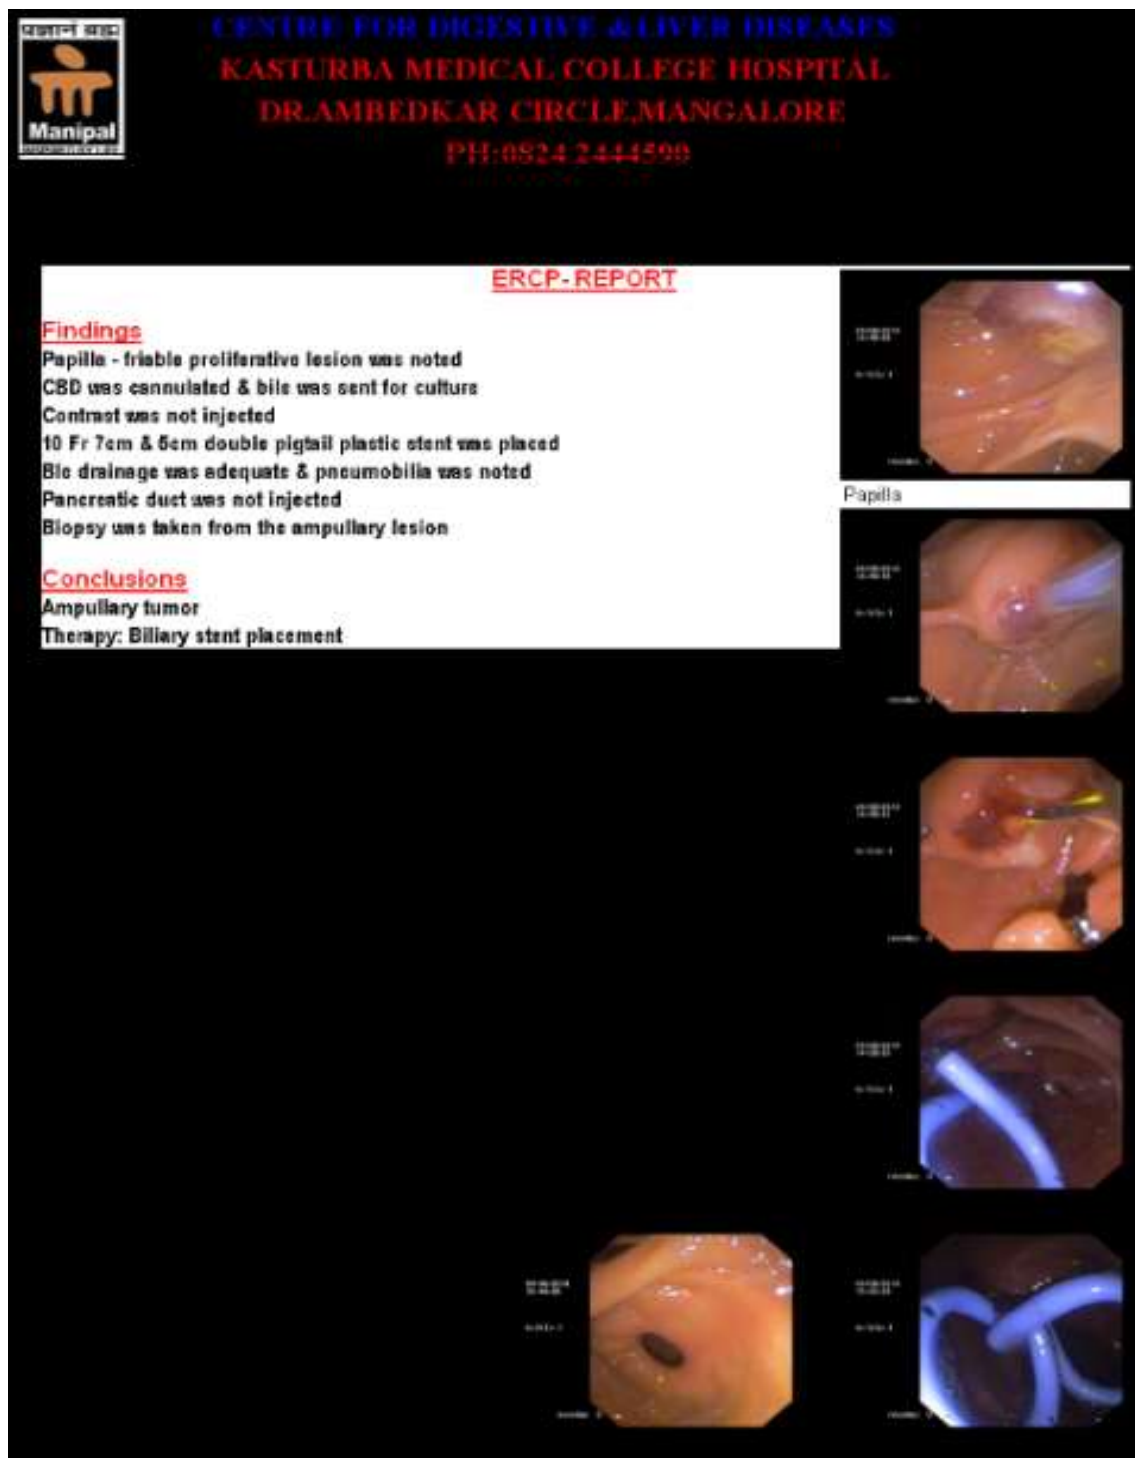 प्रज्ञानं ब्रह्म
Manipal
CENTRE FOR DIGESTIVE & LIVER DISEASES
KASTURBA MEDICAL COLLEGE HOSPITAL
DR.AMBEDKAR CIRCLE,MANGALORE
PH:0824 2444590
ERCP- REPORT
Findings
Papilla - friable proliferative lesion was noted
CBD was cannulated & bile was sent for culture
Contrast was not injected
10 Fr 7cm & 5cm double pigtail plastic stent was placed
Ble drainage was adequate & pneumobilia was noted
Pancreatic duct was not injected
Biopsy was taken from the ampullary lesion
Conclusions
Ampullary tumor
Therapy: Biliary stent placement
Papilla